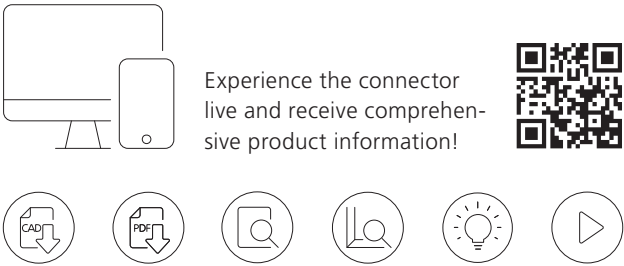 Experience the connector
live and receive comprehen-
sive product information!
CAD
PDF